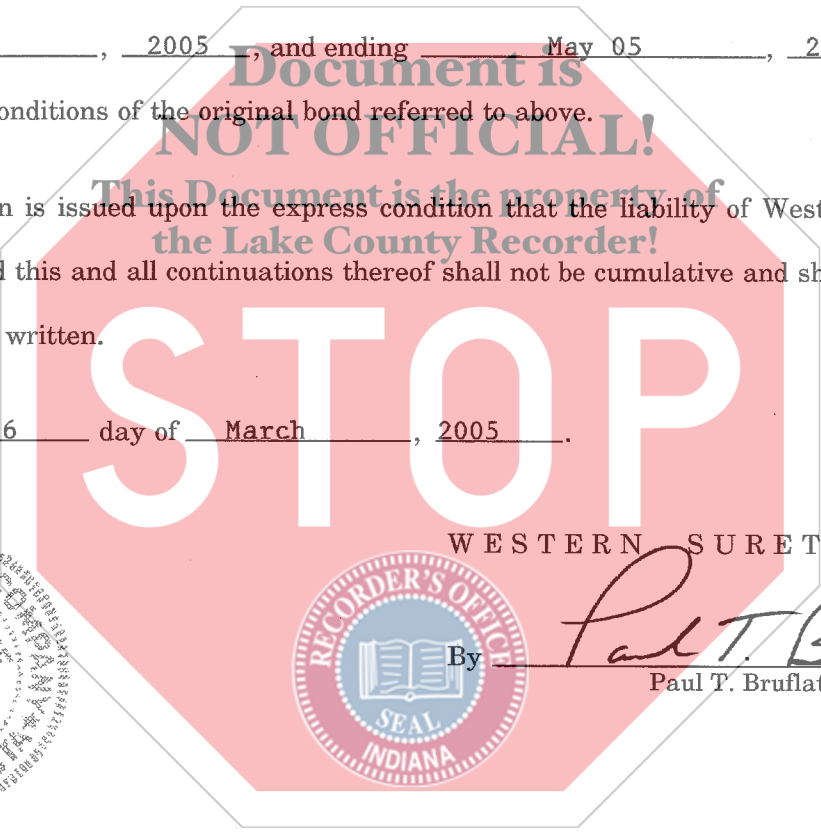 , 2005, and ending May 05, 2
Document is
onditions of the original bond referred to above.
NOT OFFICIAL!
This Document is the property of
n is issued upon the express condition that the liability of West
the Lake County Recorder!
d this and all continuations thereof shall not be cumulative and sh
written.
STOP
6 day of March, 2005.
WESTERN SURET
RECORDER'S OFFICE
SEAL
INDIANA
By Paul T. B
Paul T. Bruflat